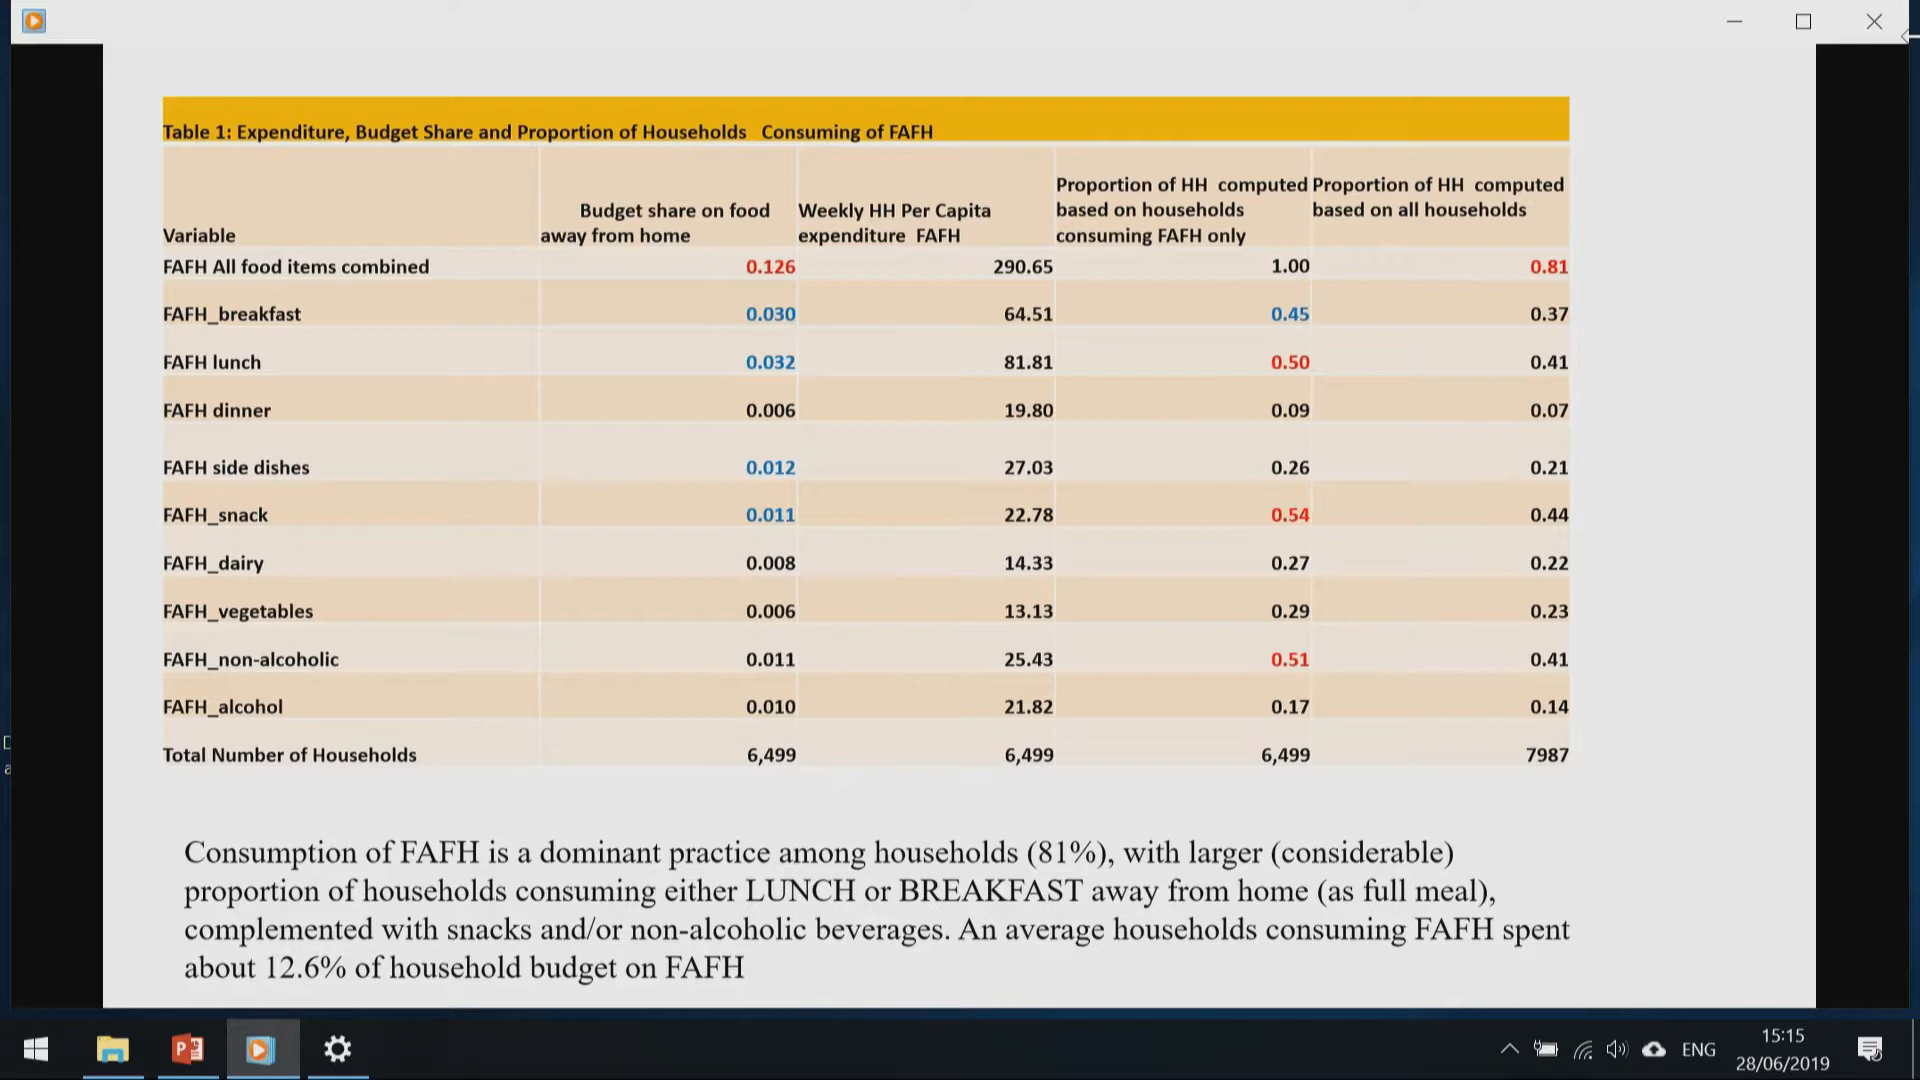 Table 1: Expenditure, Budget Share and Proportion of Households Consuming of FAFH
Variable Budget share on food away from home Weekly HH Per Capita expenditure FAFH Proportion of HH computed based on households consuming FAFH only Proportion of HH computed based on all households
FAFH All food items combined 0.126 290.65 1.00 0.81
FAFH_breakfast 0.030 64.51 0.45 0.37
FAFH lunch 0.032 81.81 0.50 0.41
FAFH dinner 0.006 19.80 0.09 0.07
FAFH side dishes 0.012 27.03 0.26 0.21
FAFH_snack 0.011 22.78 0.54 0.44
FAFH_dairy 0.008 14.33 0.27 0.22
FAFH_vegetables 0.006 13.13 0.29 0.23
FAFH_non-alcoholic 0.011 25.43 0.51 0.41
FAFH_alcohol 0.010 21.82 0.17 0.14
Total Number of Households 6,499 6,499 6,499 7987
Consumption of FAFH is a dominant practice among households (81%), with larger (considerable)
proportion of households consuming either LUNCH or BREAKFAST away from home (as full meal),
complemented with snacks and/or non-alcoholic beverages. An average households consuming FAFH spent
about 12.6% of household budget on FAFH
ENG
15:15
28/06/2019